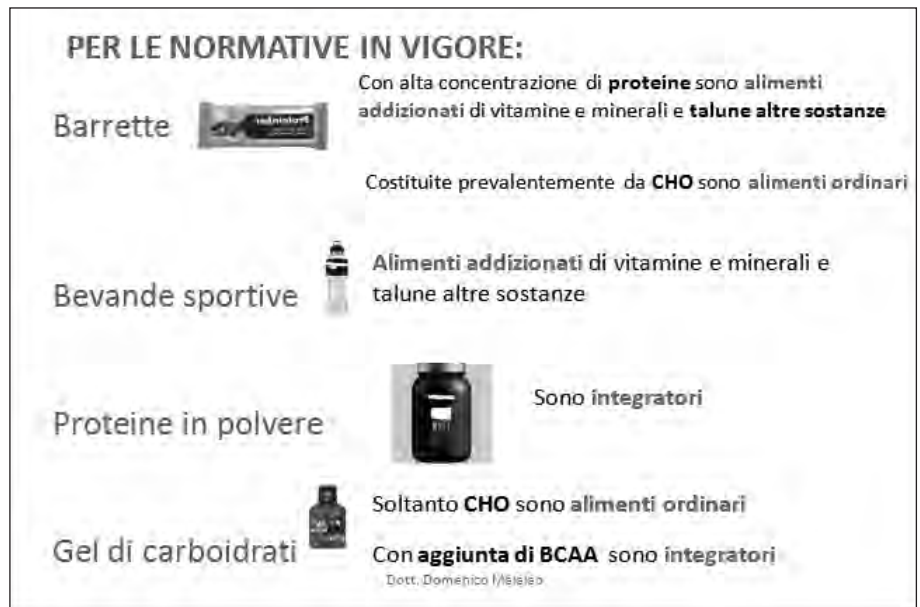 PER LE NORMATIVE IN VIGORE:
Barrette
Con alta concentrazione di proteine sono alimenti
addizionati di vitamine e minerali e talune altre sostanze
Costituite prevalentemente da CHO sono alimenti ordinari
Bevande sportive
Alimenti addizionati di vitamine e minerali e
talune altre sostanze
Proteine in polvere
Sono integratori
Gel di carboidrati
Soltanto CHO sono alimenti ordinari
Con aggiunta di BCAA sono integratori
Dott. Domenico